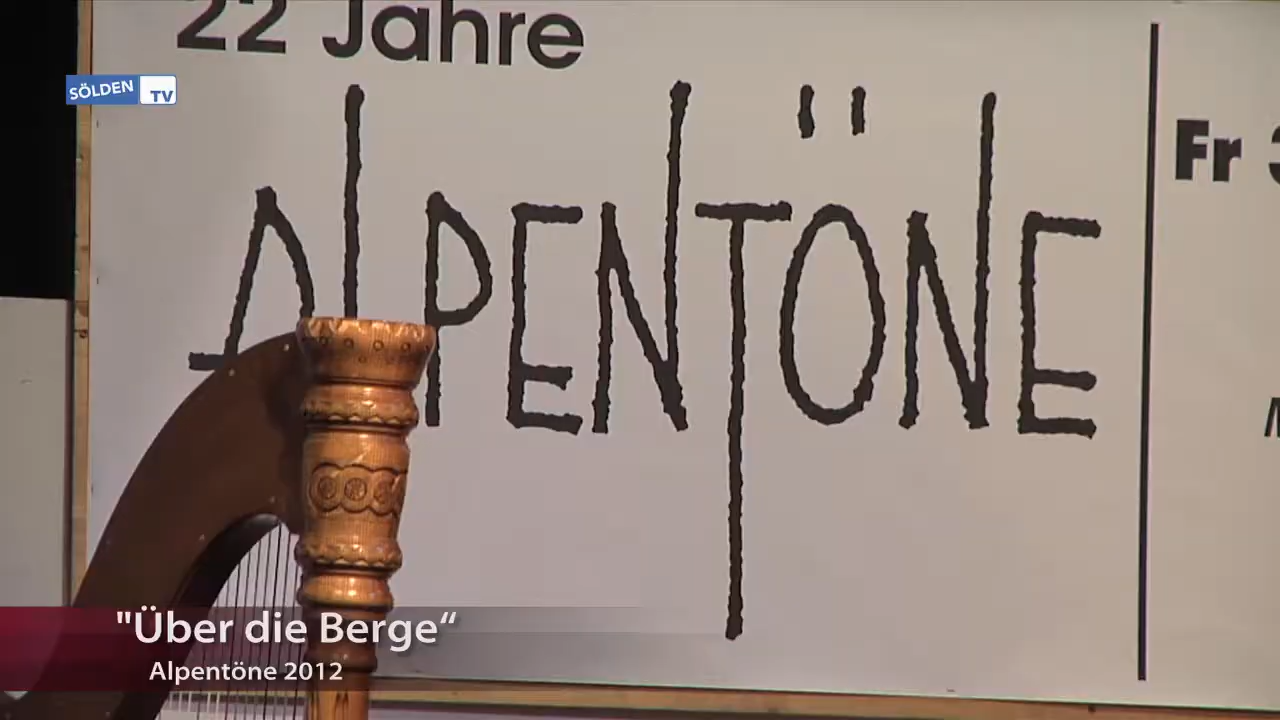 22 Jahre
SÖLDEN TV
ALPENTÖNE
Fr
"Über die Berge“
Alpentöne 2012